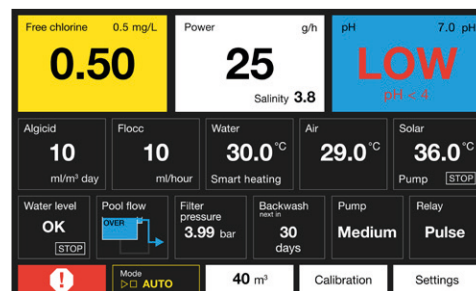 Free chlorine 0.5 mg/L
0.50
Power g/h
25
Salinity 3.8
pH 7.0 pH
LOW
pH < 4
Algicid
10
ml/m³ day
Flocc
10
ml/hour
Water
30.0 °C
Smart heating
Air
29.0 °C
Solar
36.0 °C
Pump STOP
Water level
OK
STOP
Pool flow
OVER
Filter
pressure
3.99 bar
Backwash
next in
30
days
Pump
Medium
Relay
Pulse
!
Mode
AUTO
40 m³
Calibration
Settings